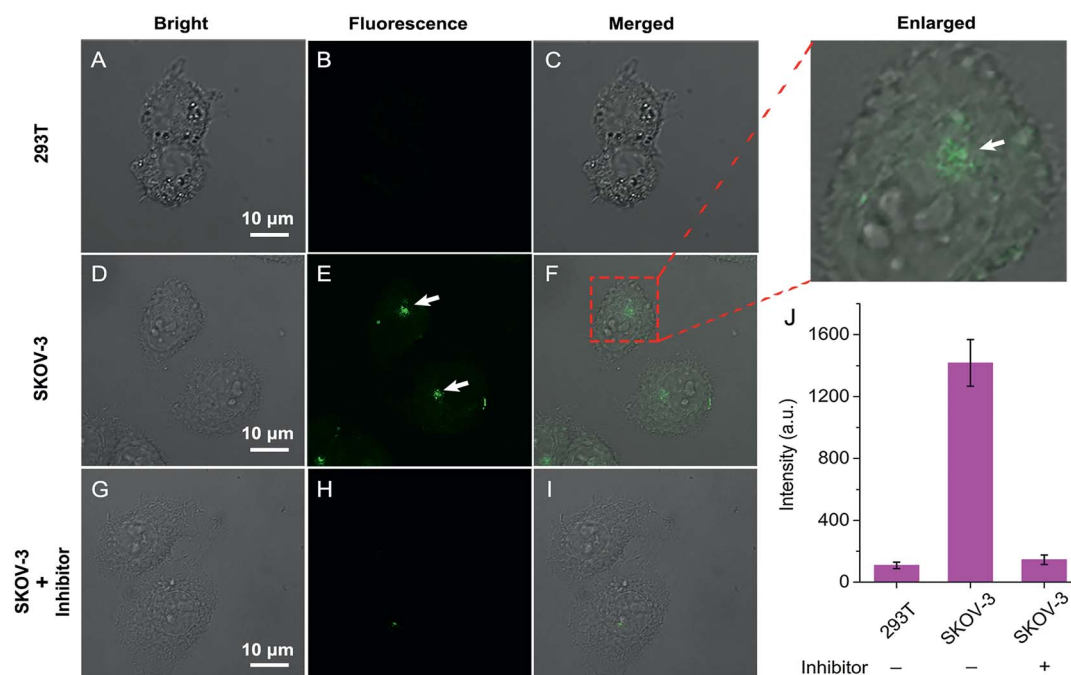 Bright Fluorescence Merged Enlarged
293T
A B C
10 µm
SKOV-3
D E F
10 µm
SKOV-3
+
Inhibitor
G H I
10 µm
J
Intensity (a.u.)
1600
1200
800
400
0
293T SKOV-3 SKOV-3
Inhibitor − − +